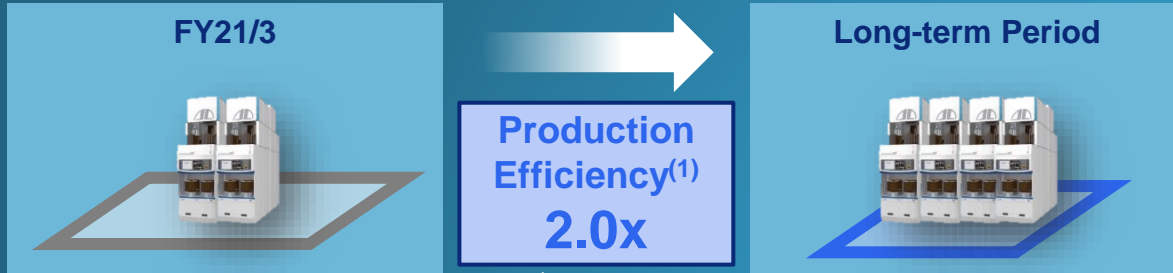 FY21/3
Long-term Period
Production
Efficiency(1)
2.0x